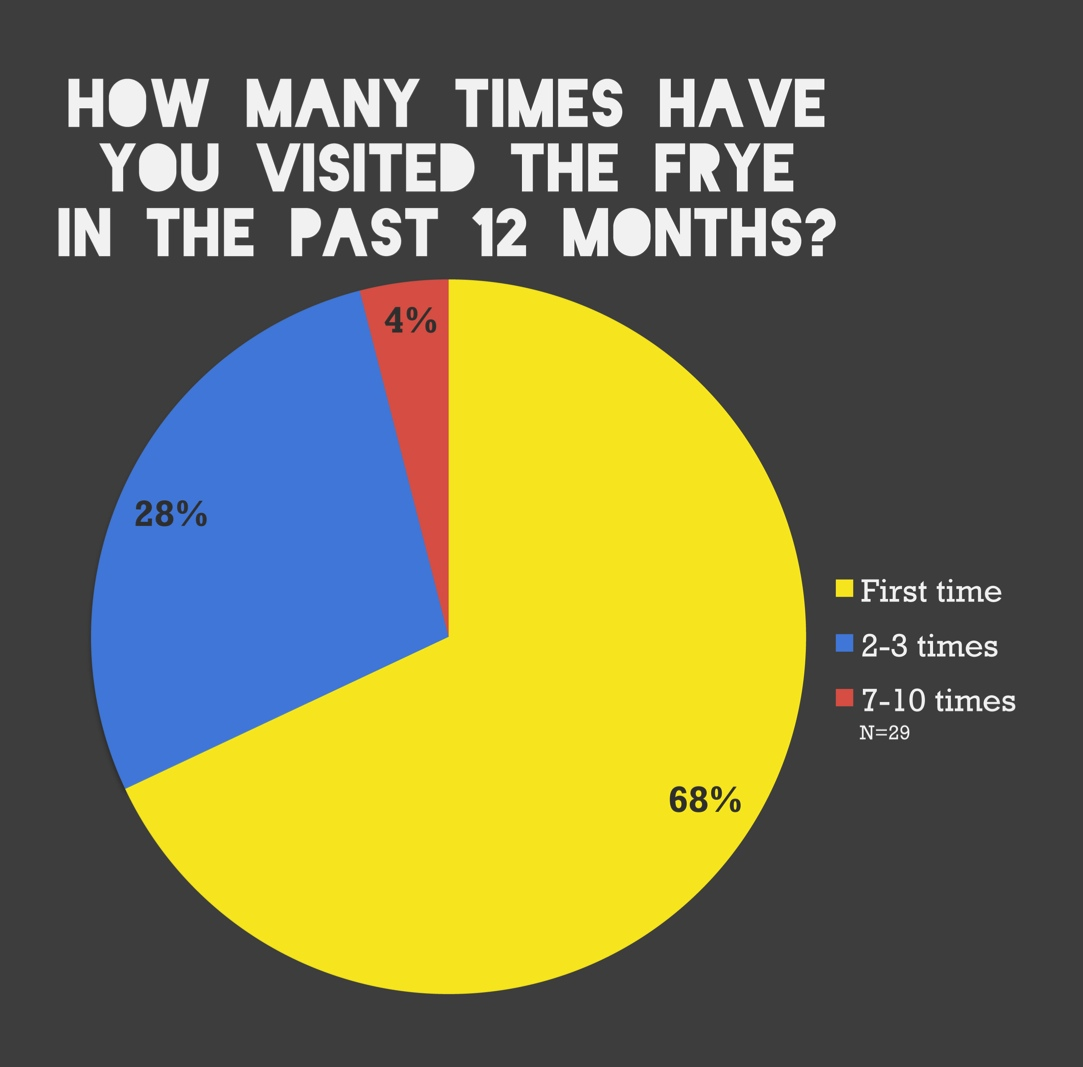 HOW MANY TIMES HAVE
YOU VISITED THE FRYE
IN THE PAST 12 MONTHS?
4%
28%
First time
2-3 times
7-10 times
N=29
68%